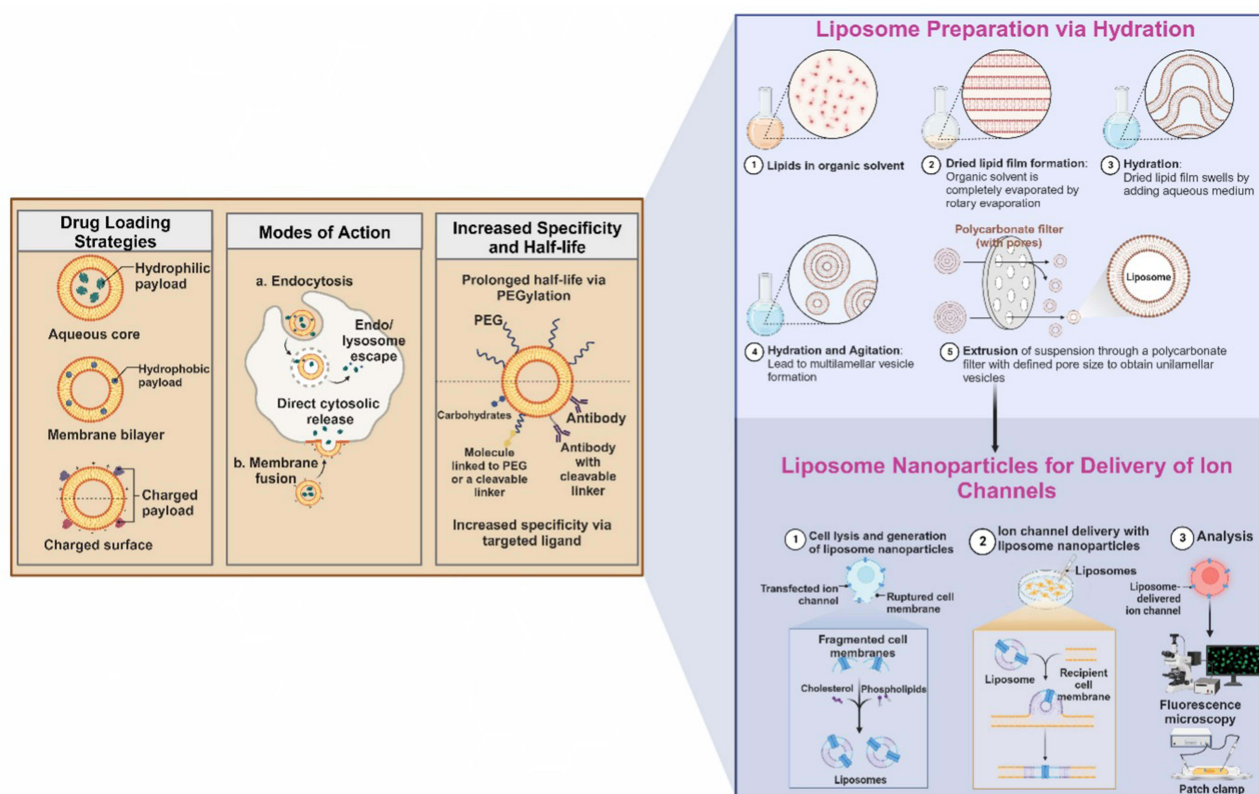 Drug Loading
Strategies
Hydrophilic
payload
Aqueous core
Hydrophobic
payload
Membrane bilayer
Charged
payload
Charged surface
Modes of Action
a. Endocytosis
Endo/
lysosome
escape
Direct cytosolic
release
b. Membrane
fusion
Increased Specificity
and Half-life
Prolonged half-life via
PEGylation
PEG
Carbohydrates
Antibody
Molecule
linked to PEG
or a cleavable
linker
Antibody
with
cleavable
linker
Increased specificity via
targeted ligand
Liposome Preparation via Hydration
1 Lipids in organic solvent
2 Dried lipid film formation:
Organic solvent is
completely evaporated by
rotary evaporation
3 Hydration:
Dried lipid film swells by
adding aqueous medium
4 Hydration and Agitation:
Lead to multilamellar vesicle
formation
Polycarbonate filter
(with pores)
Liposome
5 Extrusion of suspension through a polycarbonate
filter with defined pore size to obtain unilamellar
vesicles
Liposome Nanoparticles for Delivery of Ion
Channels
1 Cell lysis and generation
of liposome nanoparticles
Transfected ion
channel
Ruptured cell
membrane
Fragmented cell
membranes
Cholesterol
Phospholipids
Liposomes
2 Ion channel delivery with
liposome nanoparticles
Liposomes
Liposome
Recipient
cell
membrane
3 Analysis
Liposome-
delivered
ion channel
Fluorescence
microscopy
Patch clamp